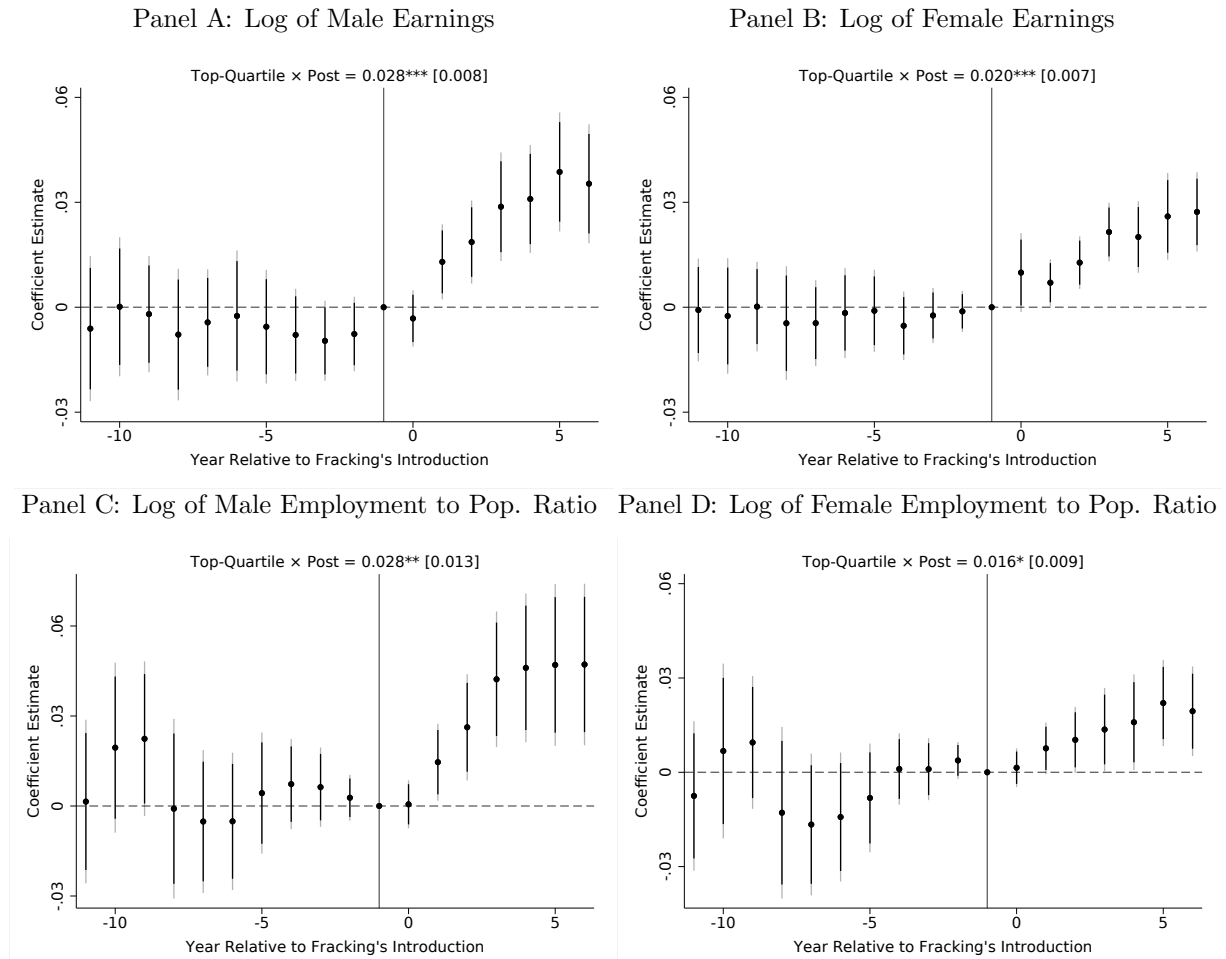 Panel A: Log of Male Earnings
Top-Quartile × Post = 0.028*** [0.008]
.06
.03
0
-.03
Coefficient Estimate
-10 -5 0 5
Year Relative to Fracking's Introduction
Panel B: Log of Female Earnings
Top-Quartile × Post = 0.020*** [0.007]
.06
.03
0
-.03
Coefficient Estimate
-10 -5 0 5
Year Relative to Fracking's Introduction
Panel C: Log of Male Employment to Pop. Ratio
Top-Quartile × Post = 0.028** [0.013]
.06
.03
0
-.03
Coefficient Estimate
-10 -5 0 5
Year Relative to Fracking's Introduction
Panel D: Log of Female Employment to Pop. Ratio
Top-Quartile × Post = 0.016* [0.009]
.06
.03
0
-.03
Coefficient Estimate
-10 -5 0 5
Year Relative to Fracking's Introduction